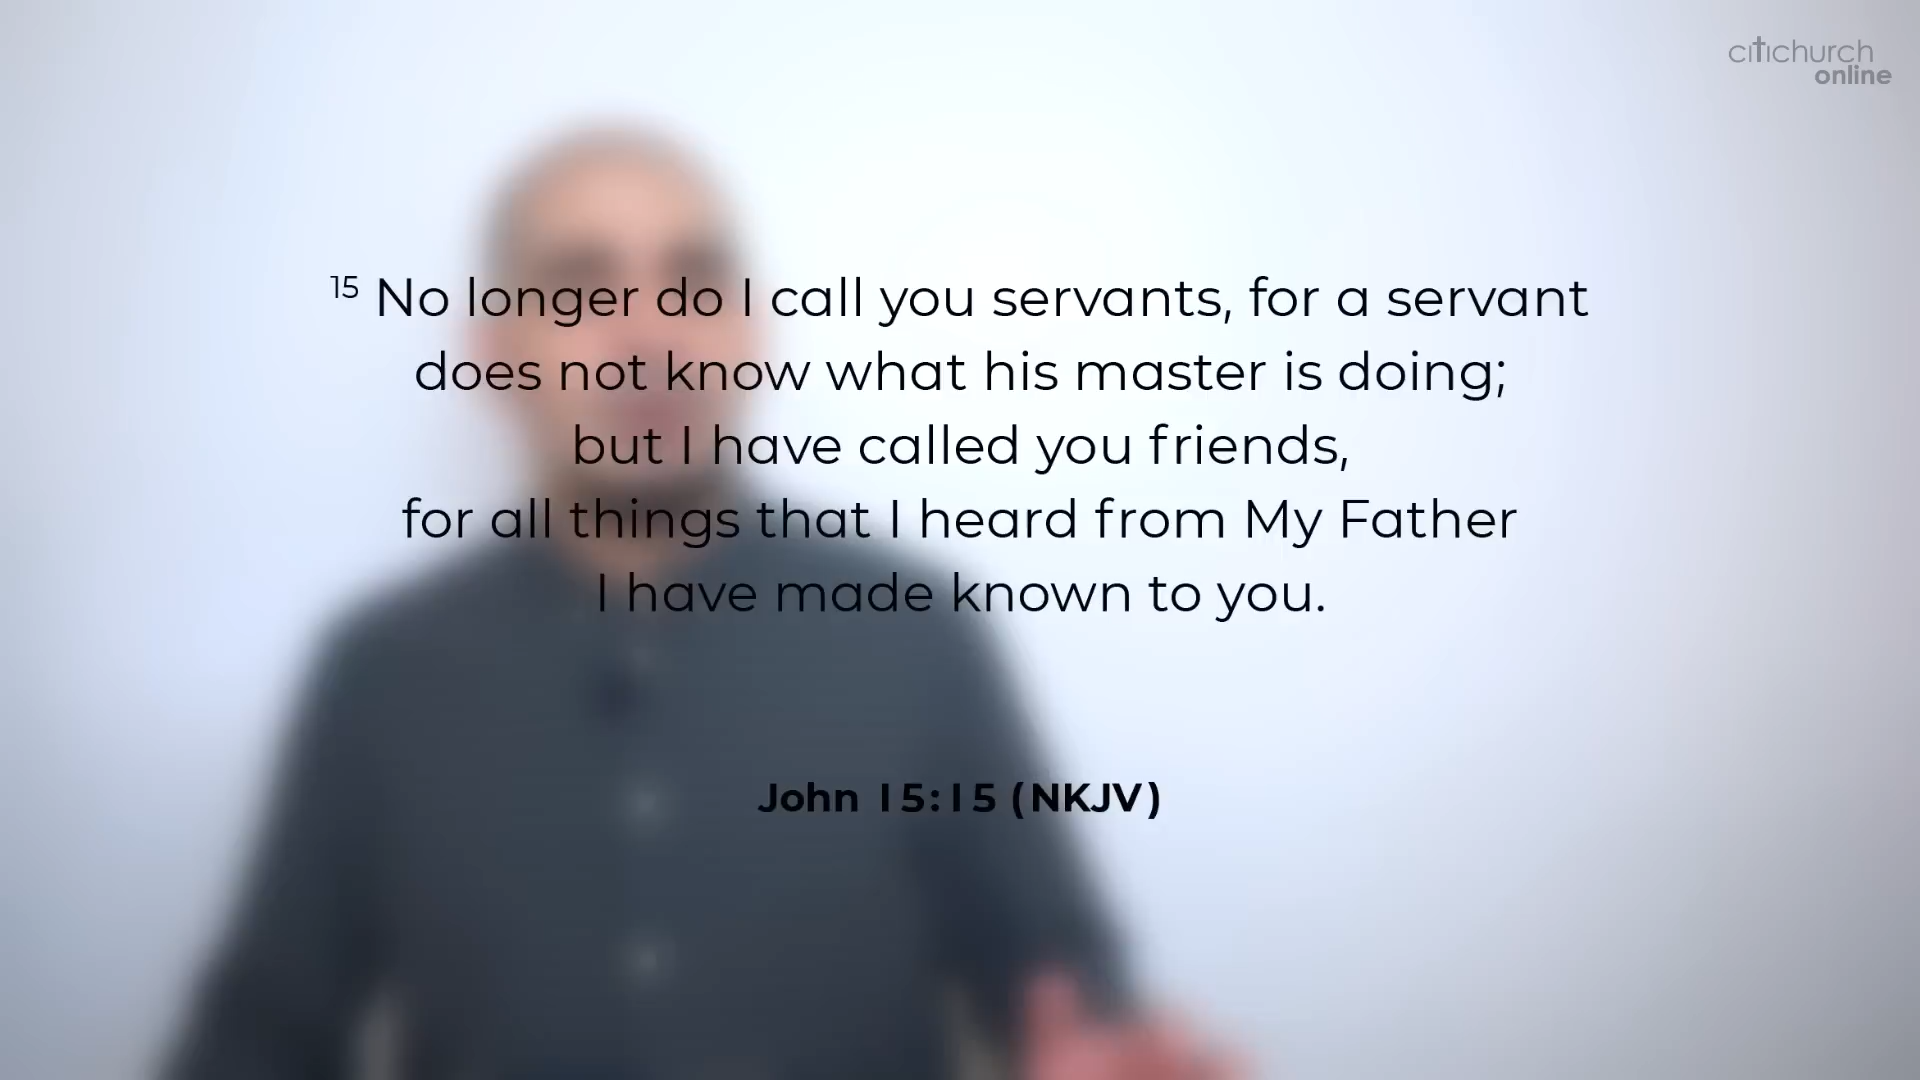 citichurch
online
15 No longer do I call you servants, for a servant
does not know what his master is doing;
but I have called you friends,
for all things that I heard from My Father
I have made known to you.
John 15:15 (NKJV)